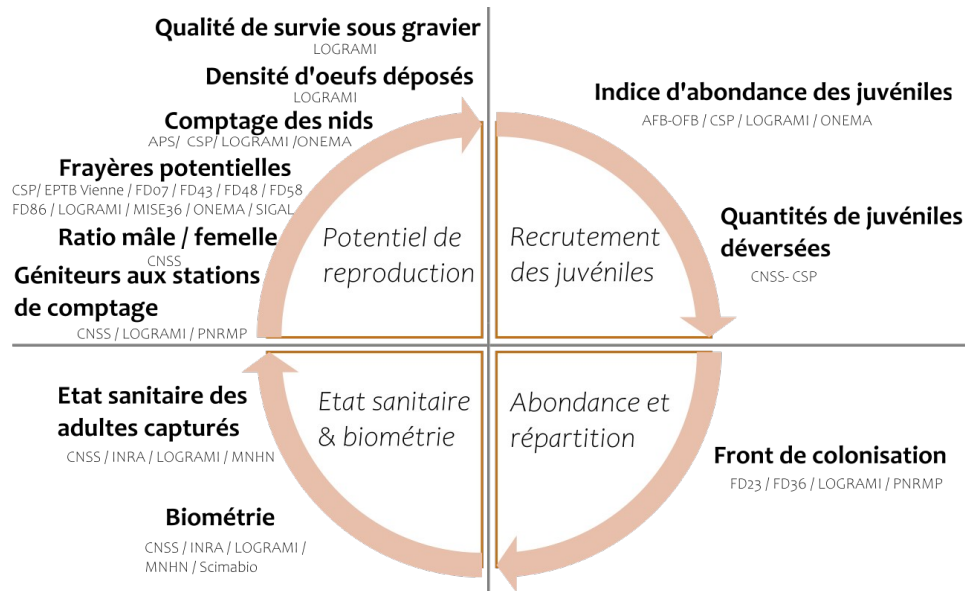 Qualité de survie sous gravier
LOGRAMI
Densité d'oeufs déposés
LOGRAMI
Comptage des nids
APS/ CSP/ LOGRAMI /ONEMA
Frayères potentielles
CSP/ EPTB Vienne / FD07 / FD43 / FD48 / FD58
FD86 / LOGRAMI / MISE36 / ONEMA / SIGAL
Ratio mâle / femelle
CNSS
Géniteurs aux stations
de comptage
CNSS / LOGRAMI / PNRMP
Potentiel de
reproduction
Indice d'abondance des juvéniles
AFB-OFB / CSP / LOGRAMI / ONEMA
Quantités de juvéniles
déversées
CNSS- CSP
Recrutement
des juvéniles
Etat sanitaire des
adultes capturés
CNSS / INRA / LOGRAMI / MNHN
Biométrie
CNSS / INRA / LOGRAMI /
MNHN / Scimabio
Etat sanitaire
& biométrie
Abondance et
répartition
Front de colonisation
FD23 / FD36 / LOGRAMI / PNRMP